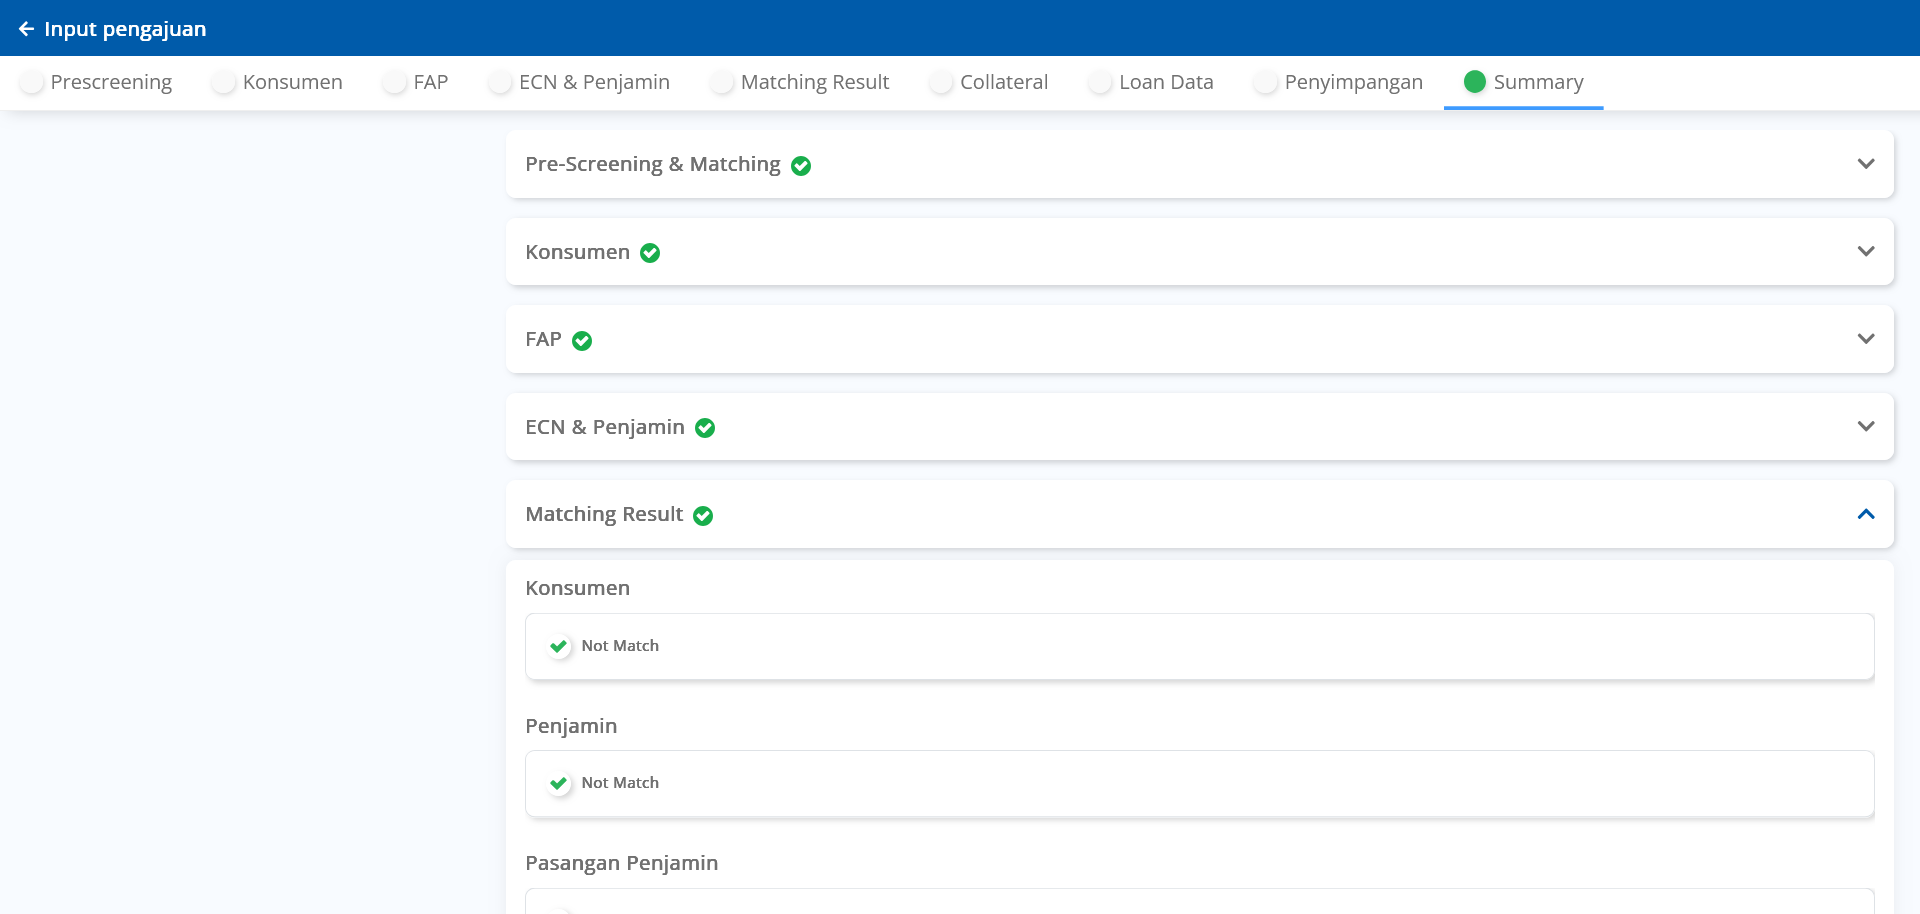 Input pengajuan
Prescreening Konsumen FAP ECN & Penjamin Matching Result Collateral Loan Data Penyimpangan Summary
Pre-Screening & Matching
Konsumen
FAP
ECN & Penjamin
Matching Result
Konsumen
Not Match
Penjamin
Not Match
Pasangan Penjamin